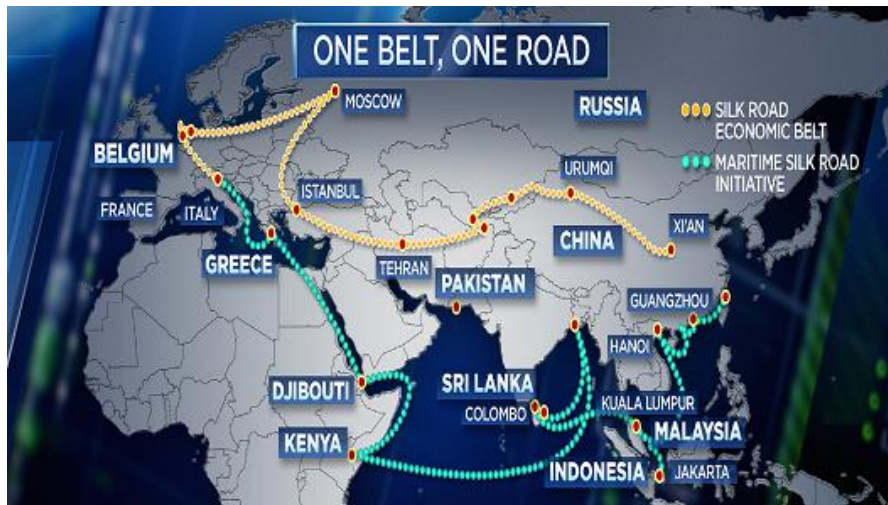 ONE BELT, ONE ROAD
MOSCOW
RUSSIA
SILK ROAD
ECONOMIC BELT
MARITIME SILK ROAD
INITIATIVE
BELGIUM
URUMQI
ISTANBUL
FRANCE
ITALY
XI'AN
CHINA
GREECE
TEHRAN
PAKISTAN
GUANGZHOU
HANOI
DJIBOUTI
SRI LANKA
COLOMBO
KUALA LUMPUR
MALAYSIA
KENYA
INDONESIA
JAKARTA